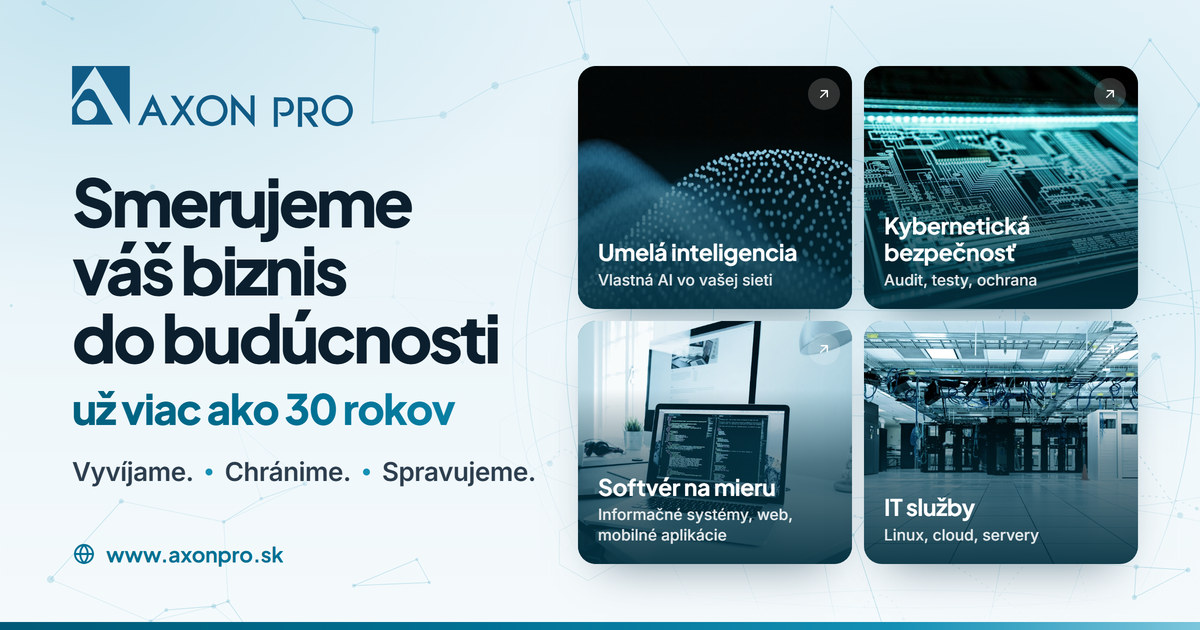 AXON PRO
Smerujeme
váš biznis
do budúcnosti
už viac ako 30 rokov
Vyvíjame. • Chránime. • Spravujeme.
www.axonpro.sk
Umelá inteligencia
Vlastná AI vo vašej sieti
Kybernetická
bezpečnosť
Audit, testy, ochrana
Softvér na mieru
Informačné systémy, web,
mobilné aplikácie
IT služby
Linux, cloud, servery